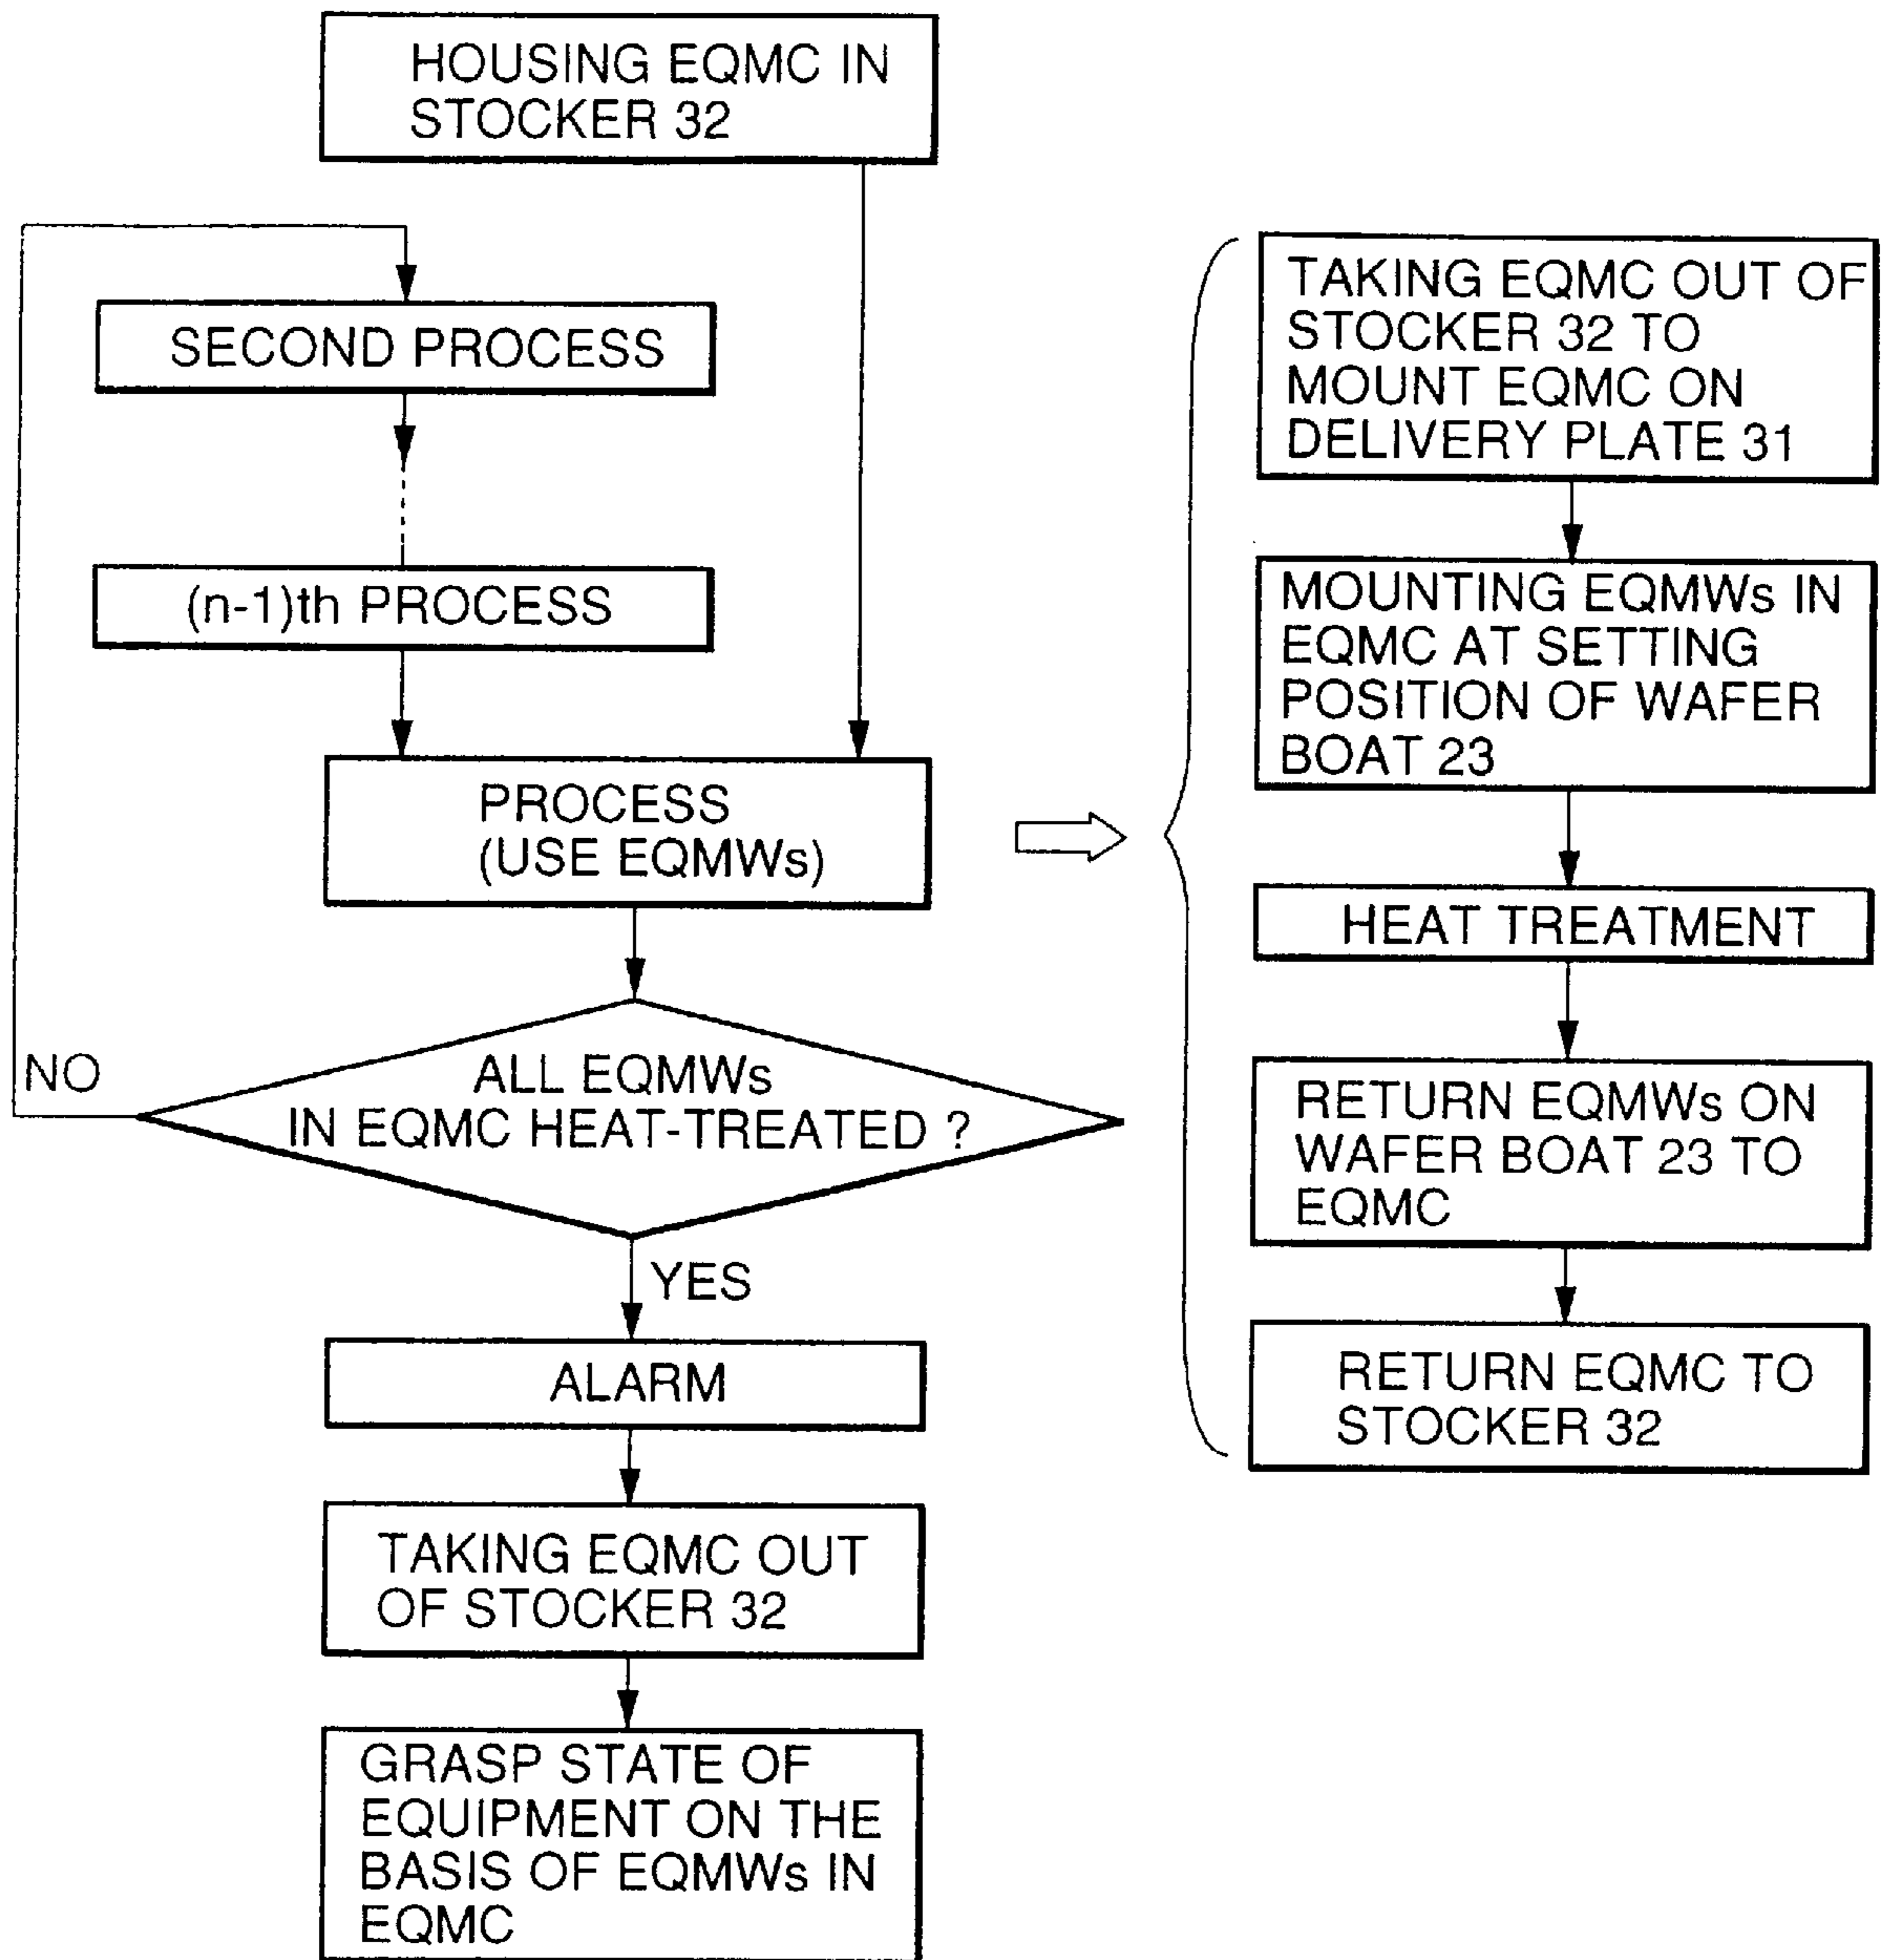 HOUSING EQMC IN
STOCKER 32
SECOND PROCESS
(n-1)th PROCESS
PROCESS
(USE EQMWs)
ALL EQMWs
IN EQMC HEAT-TREATED ?
NO
YES
ALARM
TAKING EQMC OUT
OF STOCKER 32
GRASP STATE OF
EQUIPMENT ON THE
BASIS OF EQMWs IN
EQMC
TAKING EQMC OUT OF
STOCKER 32 TO
MOUNT EQMC ON
DELIVERY PLATE 31
MOUNTING EQMWs IN
EQMC AT SETTING
POSITION OF WAFER
BOAT 23
HEAT TREATMENT
RETURN EQMWs ON
WAFER BOAT 23 TO
EQMC
RETURN EQMC TO
STOCKER 32